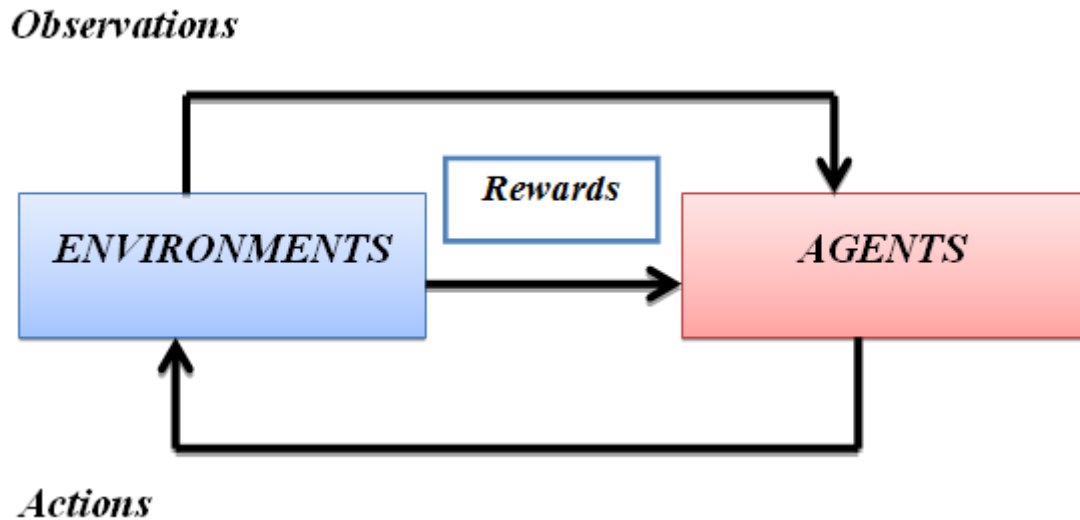 Observations
Rewards
ENVIRONMENTS
AGENTS
Actions